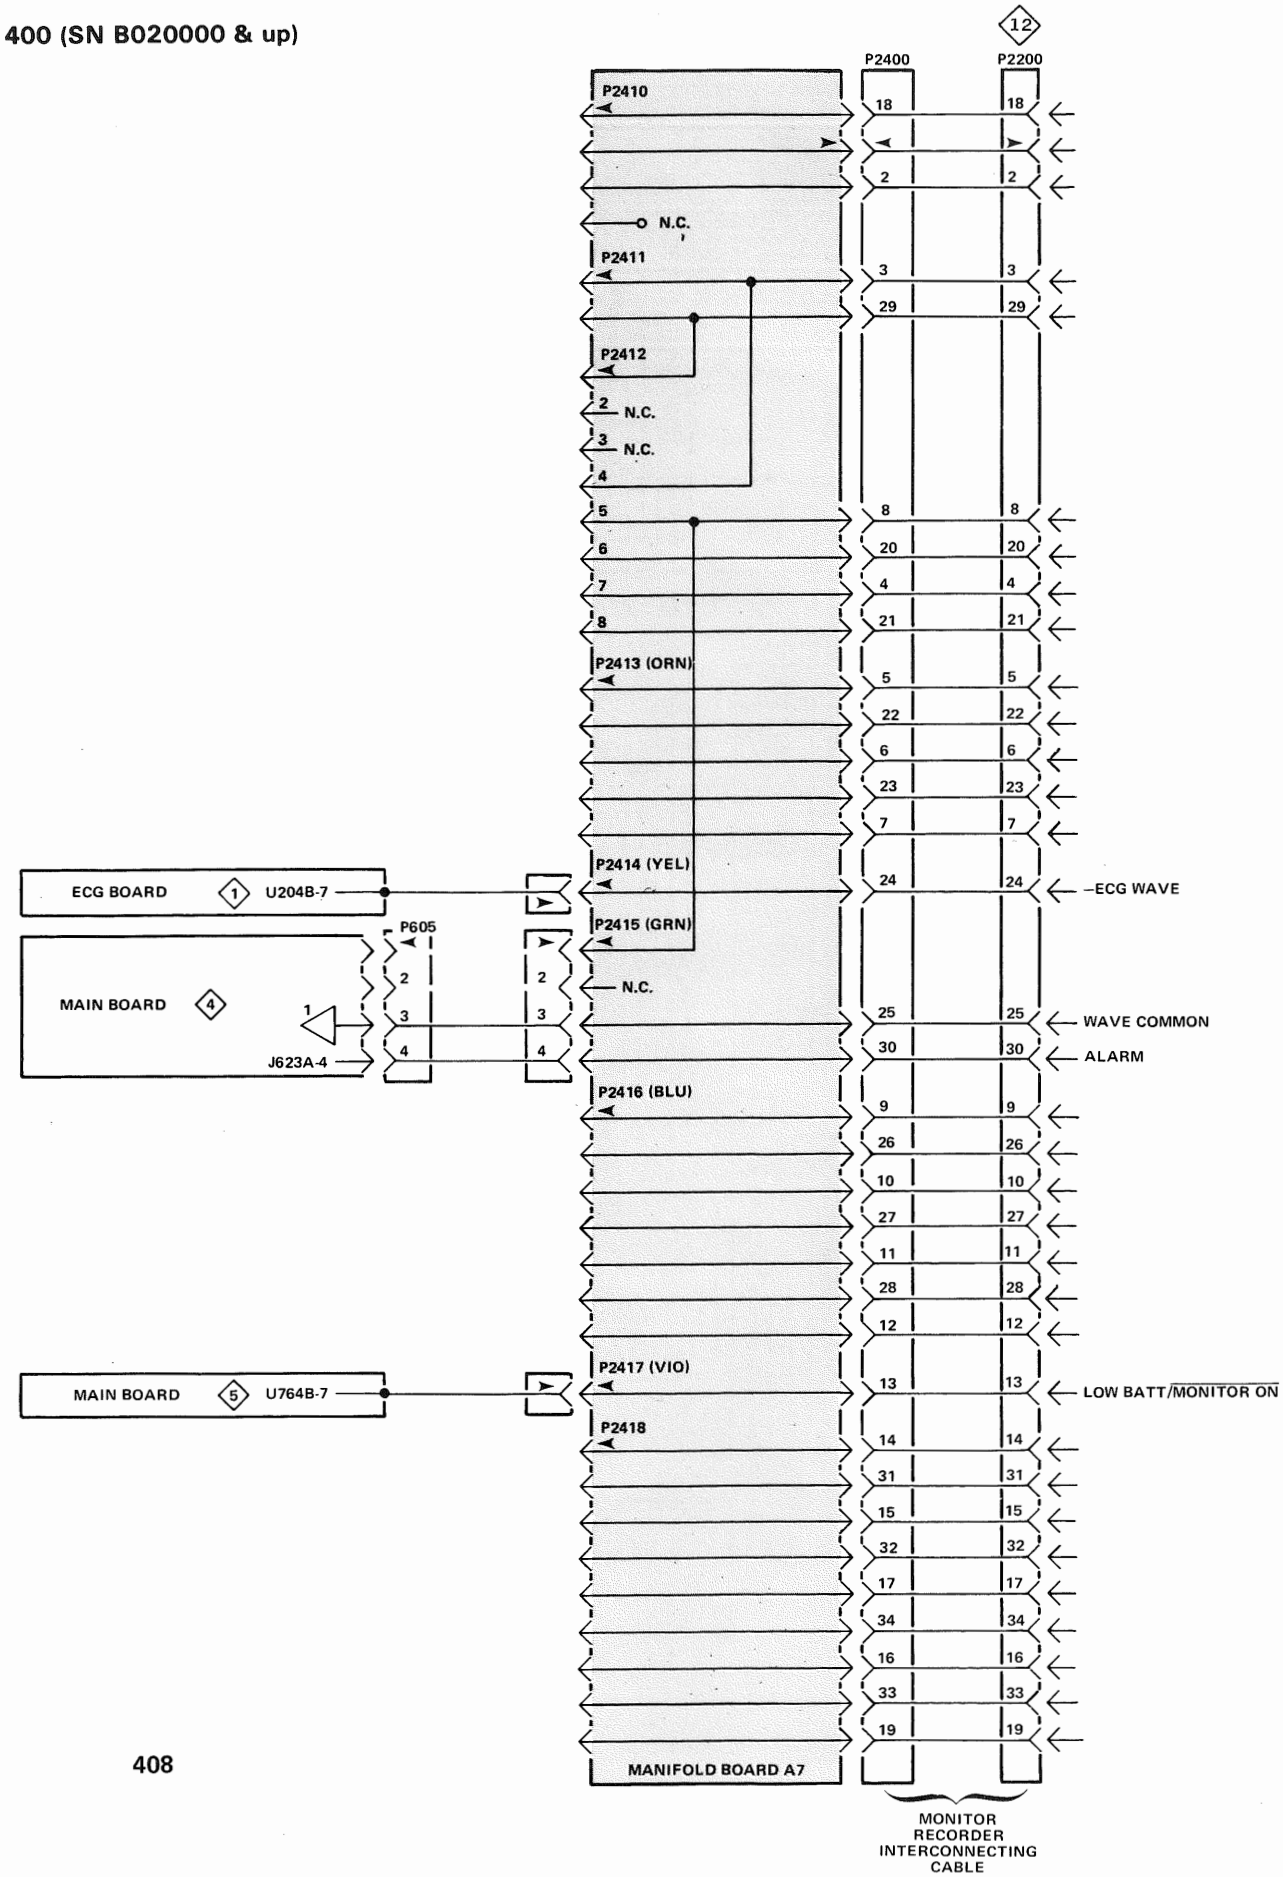 400 (SN B020000 & up)
12
P2400 P2200
P2410
18 18
2 2
N.C.
P2411
3 3
29 29
P2412
2 N.C.
3 N.C.
4
5 8 8
6 20 20
7 4 4
8 21 21
P2413 (ORN)
5 5
22 22
6 6
23 23
7 7
P2414 (YEL)
ECG BOARD 1 U204B-7 24 24 –ECG WAVE
P605 P2415 (GRN)
2 2 N.C.
MAIN BOARD 4 1 3 3 25 25 WAVE COMMON
J623A-4 4 4 30 30 ALARM
P2416 (BLU)
9 9
26 26
10 10
27 27
11 11
28 28
12 12
P2417 (VIO)
MAIN BOARD 5 U764B-7 13 13 LOW BATT/MONITOR ON
P2418
14 14
31 31
15 15
32 32
17 17
34 34
16 16
33 33
19 19
408
MANIFOLD BOARD A7
MONITOR
RECORDER
INTERCONNECTING
CABLE